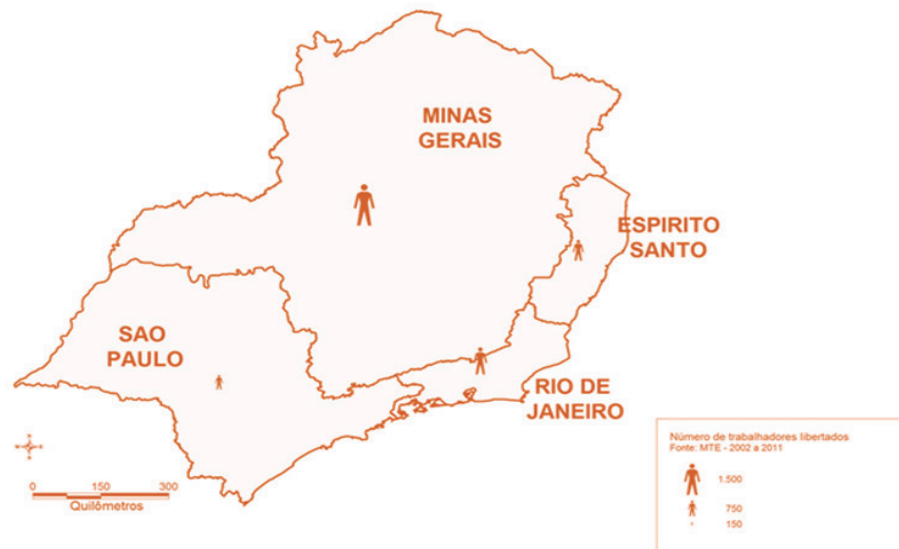 MINAS
GERAIS
ESPIRITO
SANTO
SAO
PAULO
RIO DE
JANEIRO
0 150 300
Quilômetros
Número de trabalhadores libertados
Fonte: MTE - 2002 a 2011
1.500
750
150